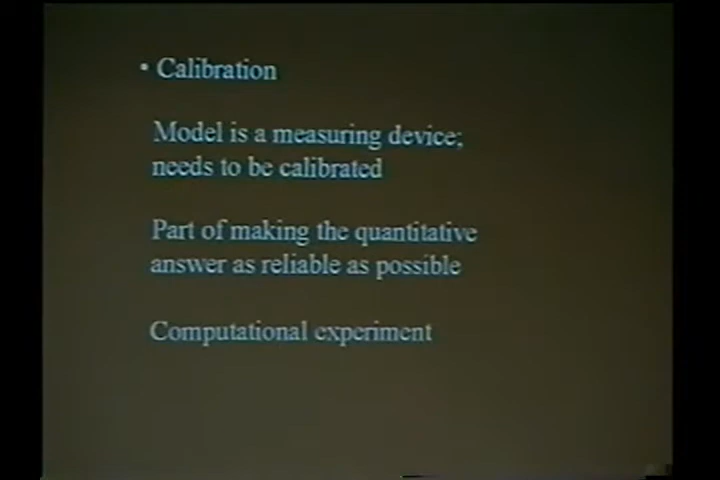 • Calibration
Model is a measuring device;
needs to be calibrated
Part of making the quantitative
answer as reliable as possible
Computational experiment